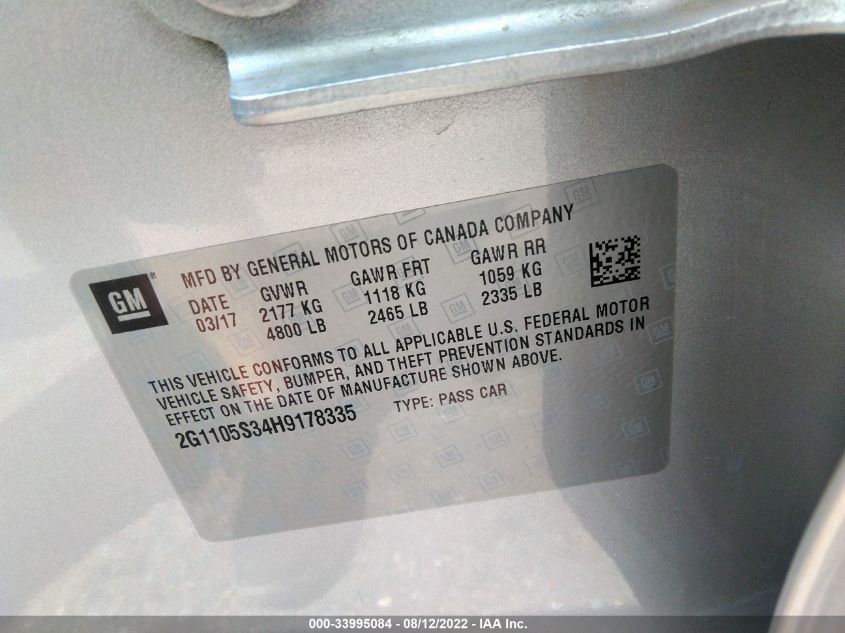 GM
®
MFD BY GENERAL MOTORS OF CANADA COMPANY
DATE GVWR GAWR FRT GAWR RR
03/17 2177 KG 1118 KG 1059 KG
4800 LB 2465 LB 2335 LB
THIS VEHICLE CONFORMS TO ALL APPLICABLE U.S. FEDERAL MOTOR
VEHICLE SAFETY, BUMPER, AND THEFT PREVENTION STANDARDS IN
EFFECT ON THE DATE OF MANUFACTURE SHOWN ABOVE.
2G1105S34H9178335 TYPE: PASS CAR
000-33995084 - 08/12/2022 - IAA Inc.